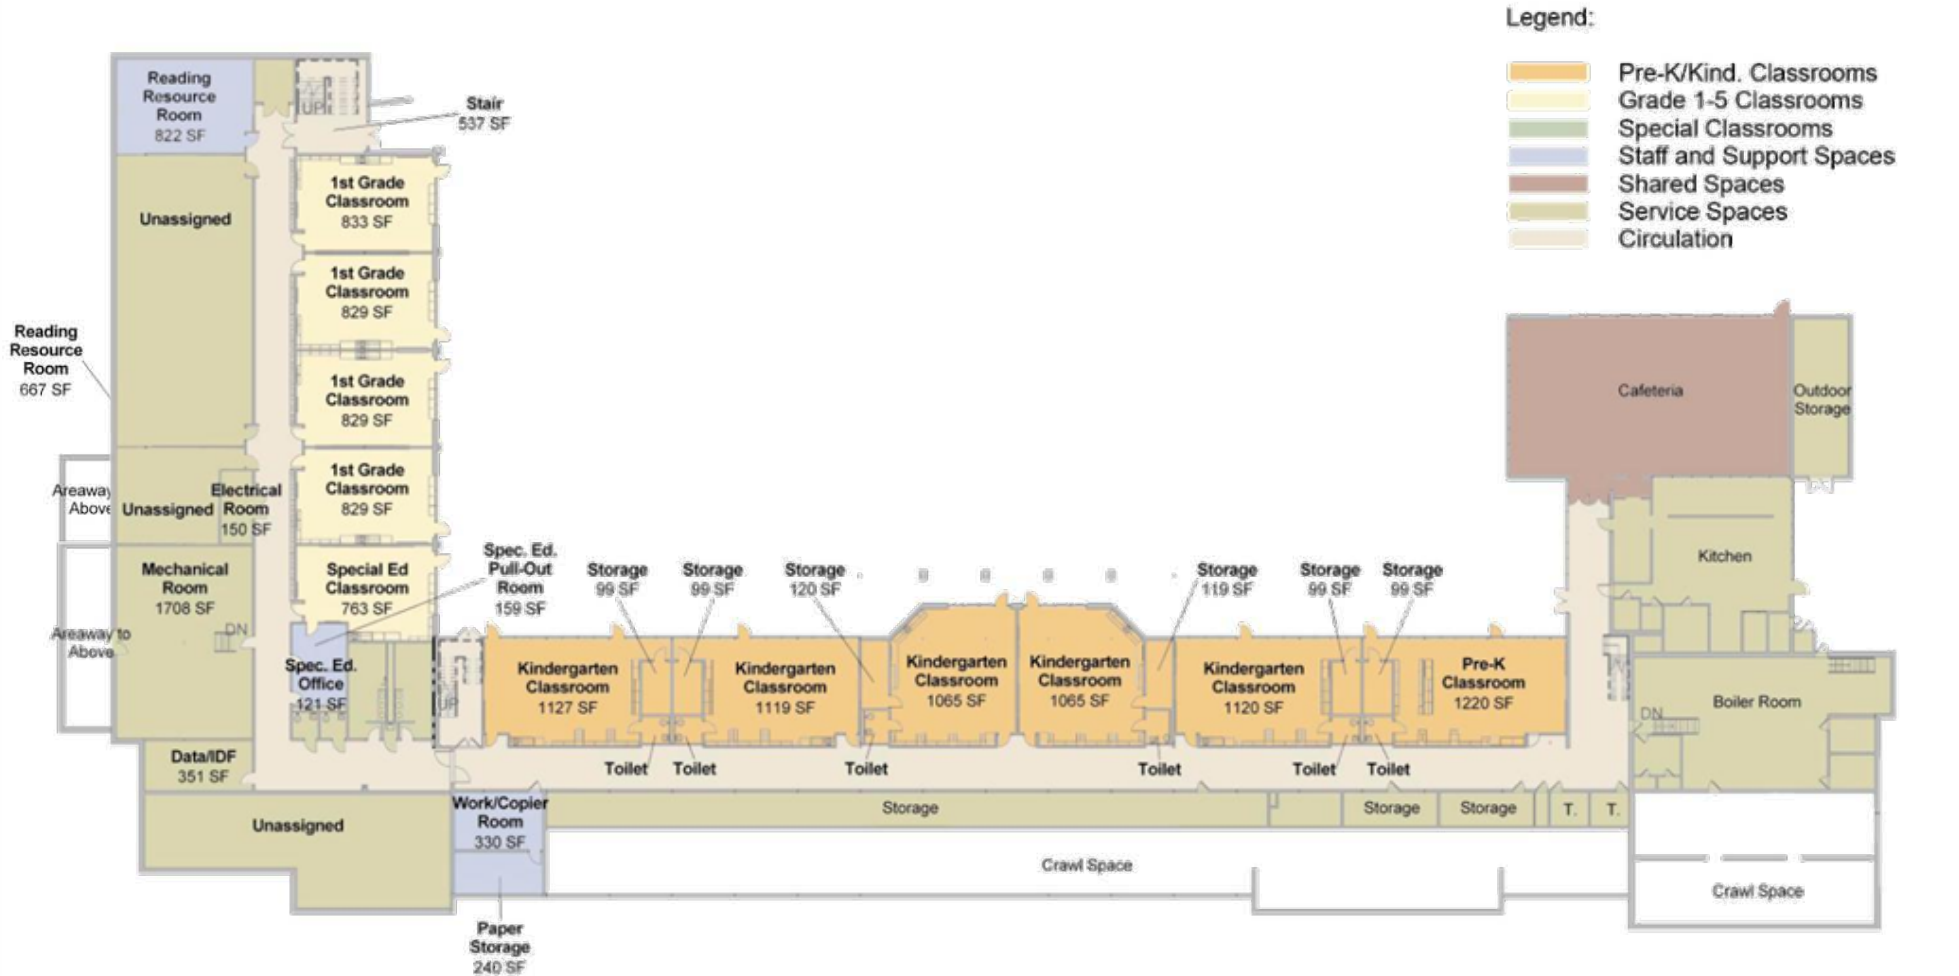 Legend:
Pre-K/Kind. Classrooms
Grade 1-5 Classrooms
Special Classrooms
Staff and Support Spaces
Shared Spaces
Service Spaces
Circulation
Reading
Resource
Room
822 SF
UP
Stair
537 SF
Unassigned
1st Grade
Classroom
833 SF
1st Grade
Classroom
829 SF
Reading
Resource
Room
667 SF
1st Grade
Classroom
829 SF
1st Grade
Classroom
829 SF
Areaway
Above
Unassigned
Electrical
Room
150 SF
Mechanical
Room
1708 SF
DN
Areaway to
Above
Special Ed
Classroom
763 SF
Spec. Ed.
Pull-Out
Room
159 SF
Spec. Ed.
Office
121 SF
UP
Storage
99 SF
Storage
99 SF
Storage
120 SF
Storage
119 SF
Storage
99 SF
Storage
99 SF
Kindergarten
Classroom
1127 SF
Kindergarten
Classroom
1119 SF
Kindergarten
Classroom
1065 SF
Kindergarten
Classroom
1065 SF
Kindergarten
Classroom
1120 SF
Pre-K
Classroom
1220 SF
Cafeteria
Outdoor
Storage
Kitchen
Boiler Room
DN
Data/IDF
351 SF
Toilet
Toilet
Toilet
Toilet
Toilet
Toilet
Unassigned
Work/Copier
Room
330 SF
Storage
Storage
Storage
T.
T.
Crawl Space
Crawl Space
Paper
Storage
240 SF